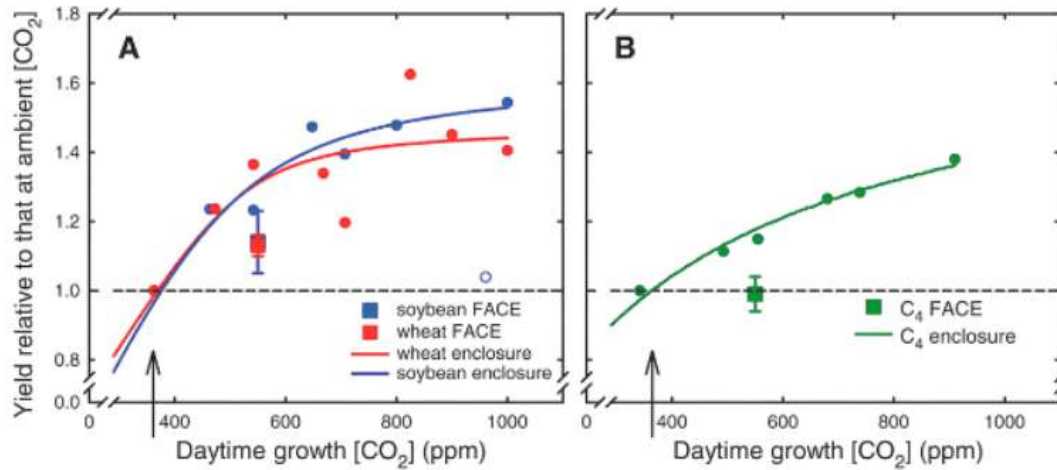 Yield relative to that at ambient [CO₂]
1.8
1.6
1.4
1.2
1.0
0.8
0.0
A
soybean FACE
wheat FACE
wheat enclosure
soybean enclosure
0 400 600 800 1000
Daytime growth [CO₂] (ppm)
B
C₄ FACE
C₄ enclosure
0 400 600 800 1000
Daytime growth [CO₂] (ppm)